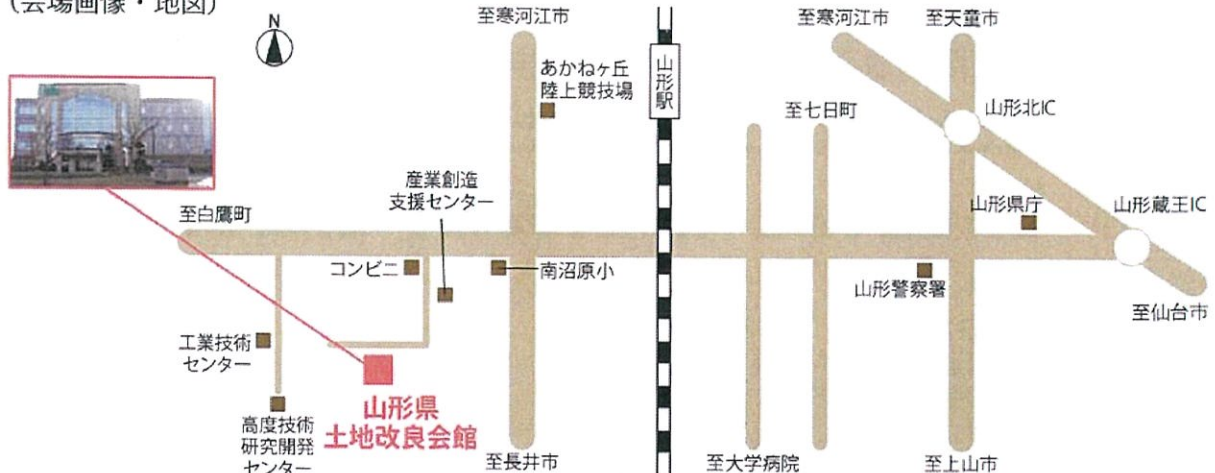 (会場画像・地図)
N
至寒河江市
至寒河江市
至天童市
あかねヶ丘
陸上競技場
山形駅
至七日町
山形北IC
産業創造
支援センター
至白鷹町
山形県庁
山形蔵王IC
コンビニ
南沼原小
山形警察署
至仙台市
工業技術
センター
山形県
土地改良会館
高度技術
研究開発
センター
至長井市
至大学病院
至上山市